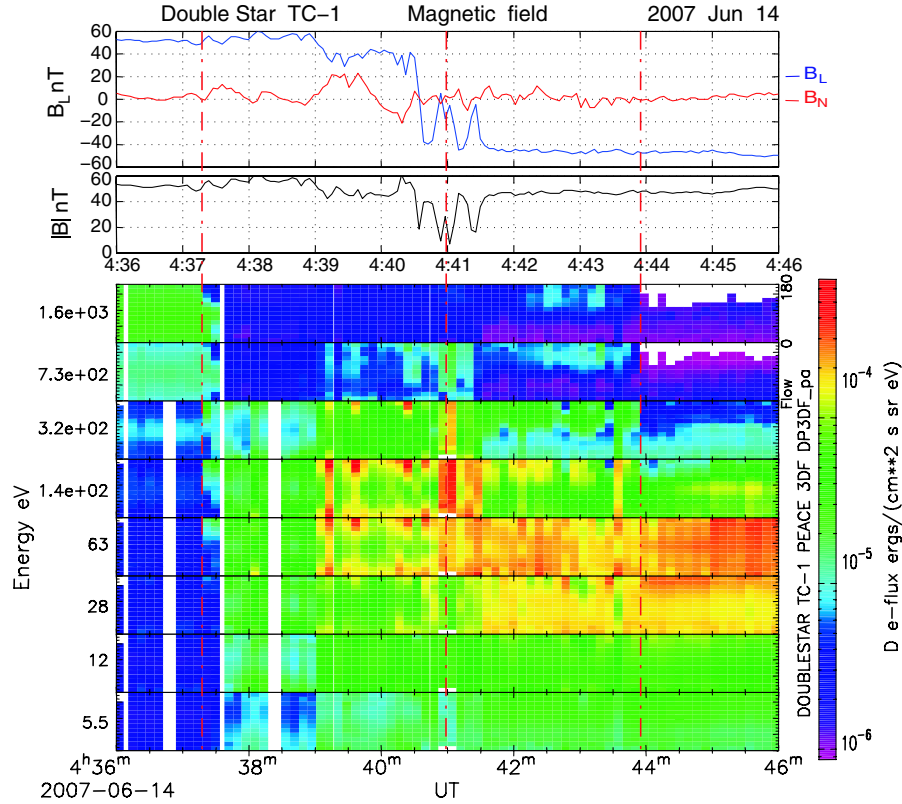 Double Star TC-1 Magnetic field 2007 Jun 14
60
40
20
0
−20
−40
−60
B_L nT
B_L
B_N
60
40
20
0
|B| nT
4:36 4:37 4:38 4:39 4:40 4:41 4:42 4:43 4:44 4:45 4:46
1.6e+03
7.3e+02
3.2e+02
1.4e+02
63
28
12
5.5
Energy eV
180
0
Flow
DOUBLESTAR TC-1 PEACE 3DF DP3DF_pa
10^-4
10^-5
10^-6
D e-flux ergs/(cm**2 s sr eV)
4^h36^m 38^m 40^m 42^m 44^m 46^m
2007-06-14 UT